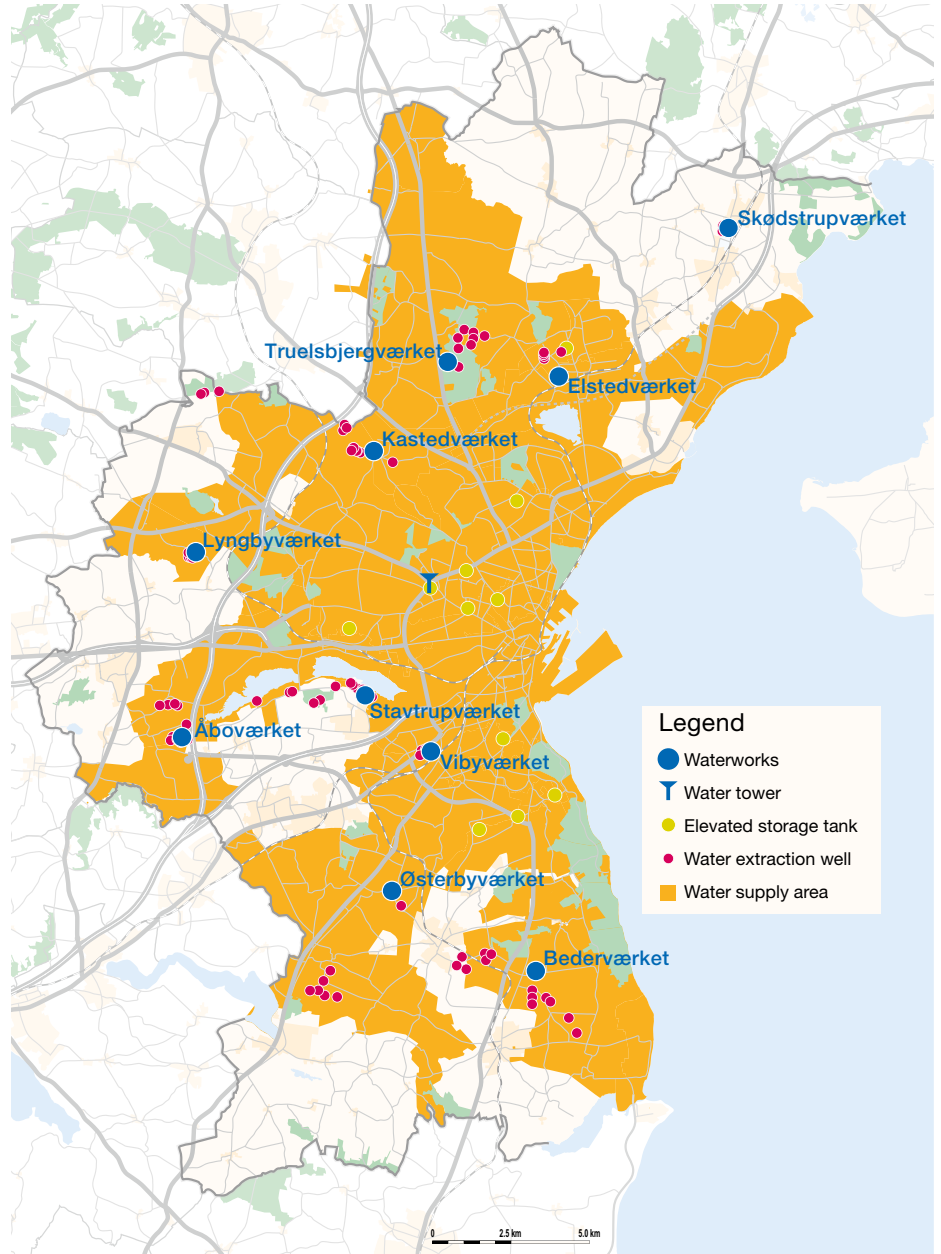 Skødstrupværket
Truelsbjergværket
Elstedværket
Kastedværket
Lyngbyværket
Stavtrupværket
Åboværket
Vibyværket
Østerbyværket
Bederværket
Legend
Waterworks
Water tower
Elevated storage tank
Water extraction well
Water supply area
0 2.5 km 5.0 km